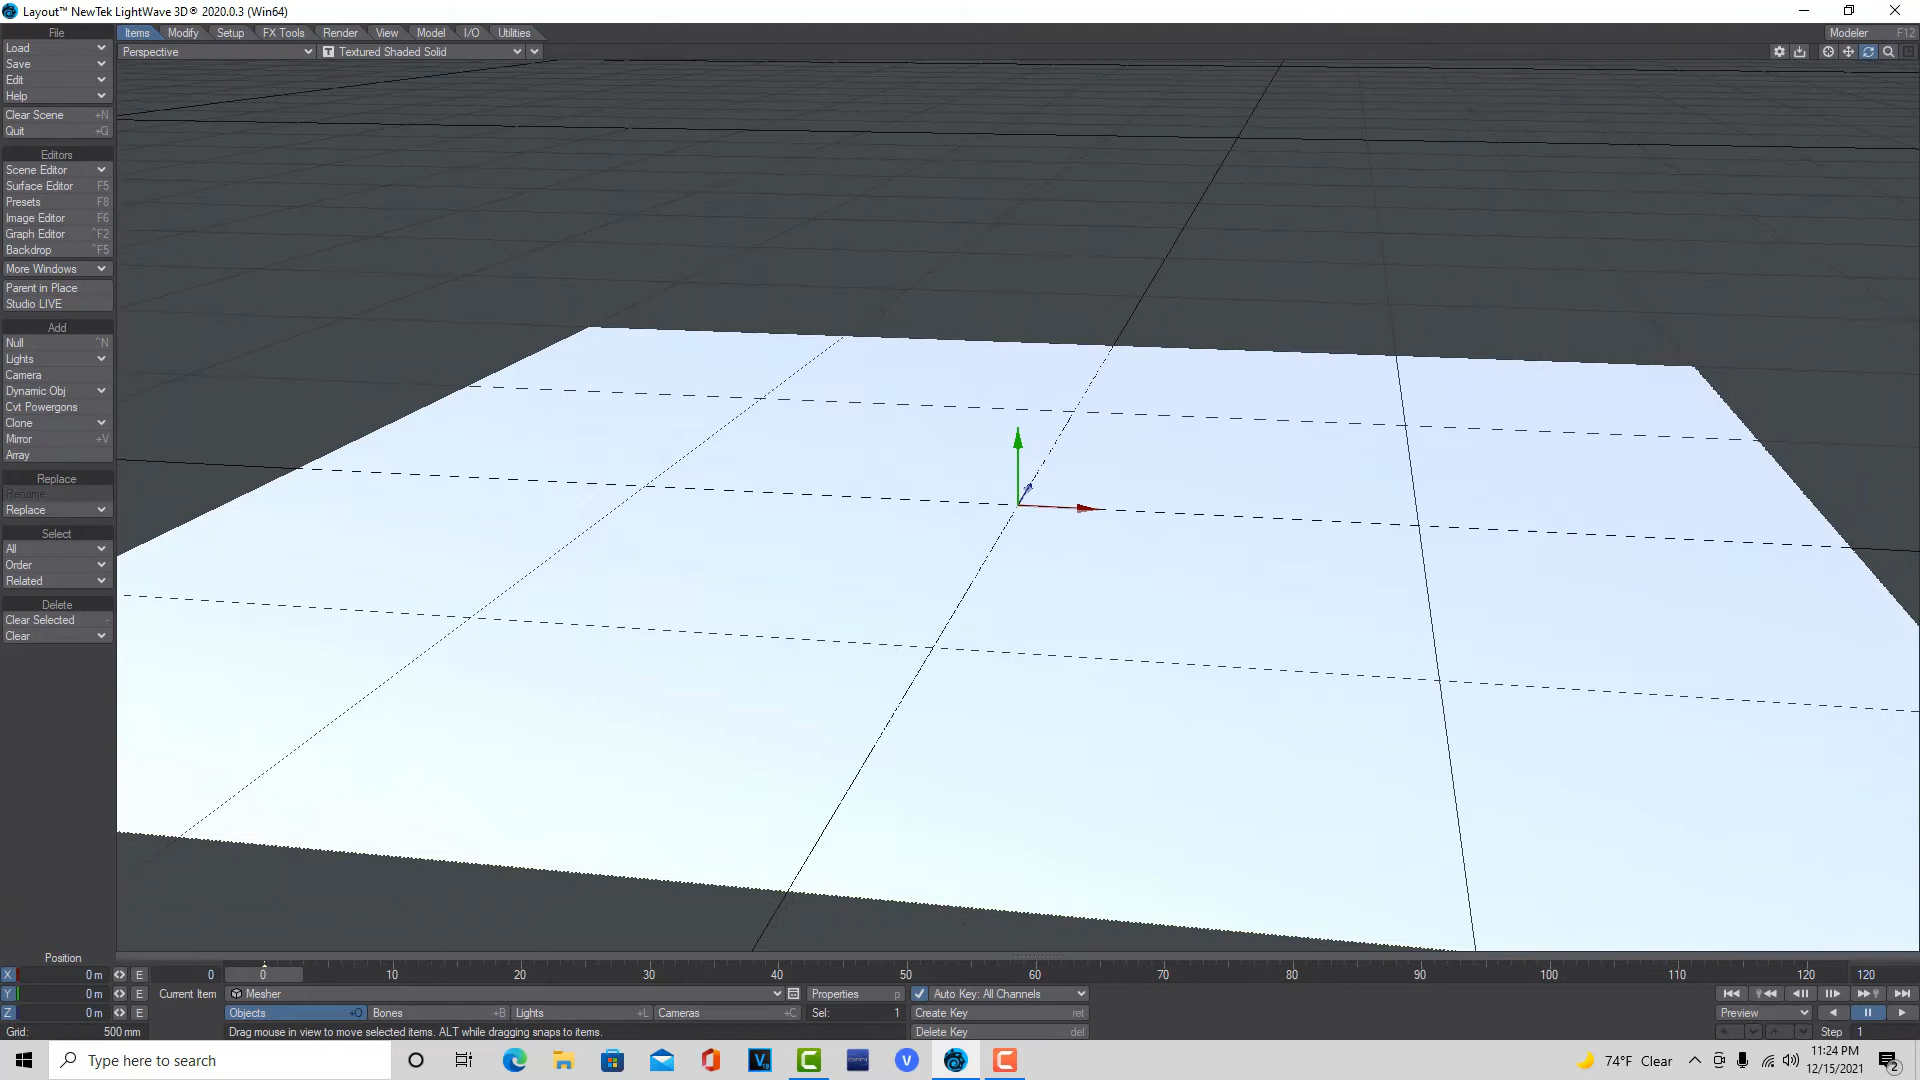 Layout™ NewTek LightWave 3D® 2020.0.3 (Win64)
File Items Modify Setup FX Tools Render View Model I/O Utilities Modeler F12
Load Perspective Textured Shaded Solid
Save
Edit
Help
Clear Scene +N
Quit +Q
Editors
Scene Editor
Surface Editor F5
Presets F8
Image Editor F6
Graph Editor ^F2
Backdrop ^F5
More Windows
Parent in Place
Studio LIVE
Add
Null ^N
Lights
Camera
Dynamic Obj
Cvt Powergons
Clone
Mirror +V
Array
Replace
Rename
Replace
Select
All
Order
Related
Delete
Clear Selected -
Clear
Position
X 0 m E 0 0 10 20 30 40 50 60 70 80 90 100 110 120 120
Y 0 m E Current Item Mesher Properties p Auto Key: All Channels
Z 0 m E Objects +O Bones +B Lights +L Cameras +C Sel: 1 Create Key ret Preview
Grid: 500 mm Drag mouse in view to move selected items. ALT while dragging snaps to items. Delete Key del Step 1
Type here to search 74°F Clear 11:24 PM
12/15/2021 2